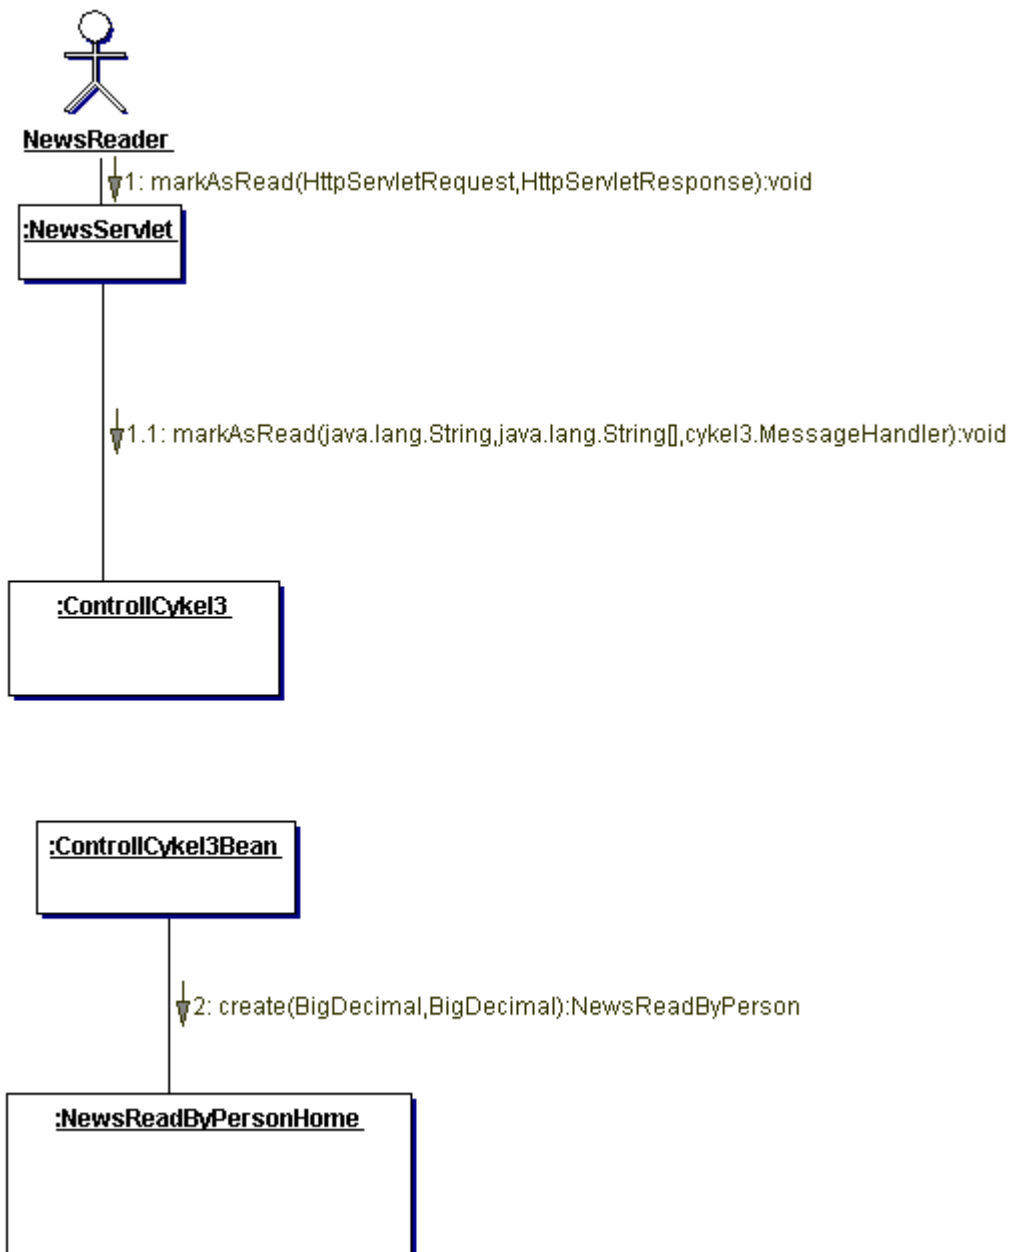 NewsReader
1: markAsRead(HttpServletRequest,HttpServletResponse):void
:NewsServlet
1.1: markAsRead(java.lang.String,java.lang.String[],cykel3.MessageHandler):void
:ControllCykel3
:ControllCykel3Bean
2: create(BigDecimal,BigDecimal):NewsReadByPerson
:NewsReadByPersonHome